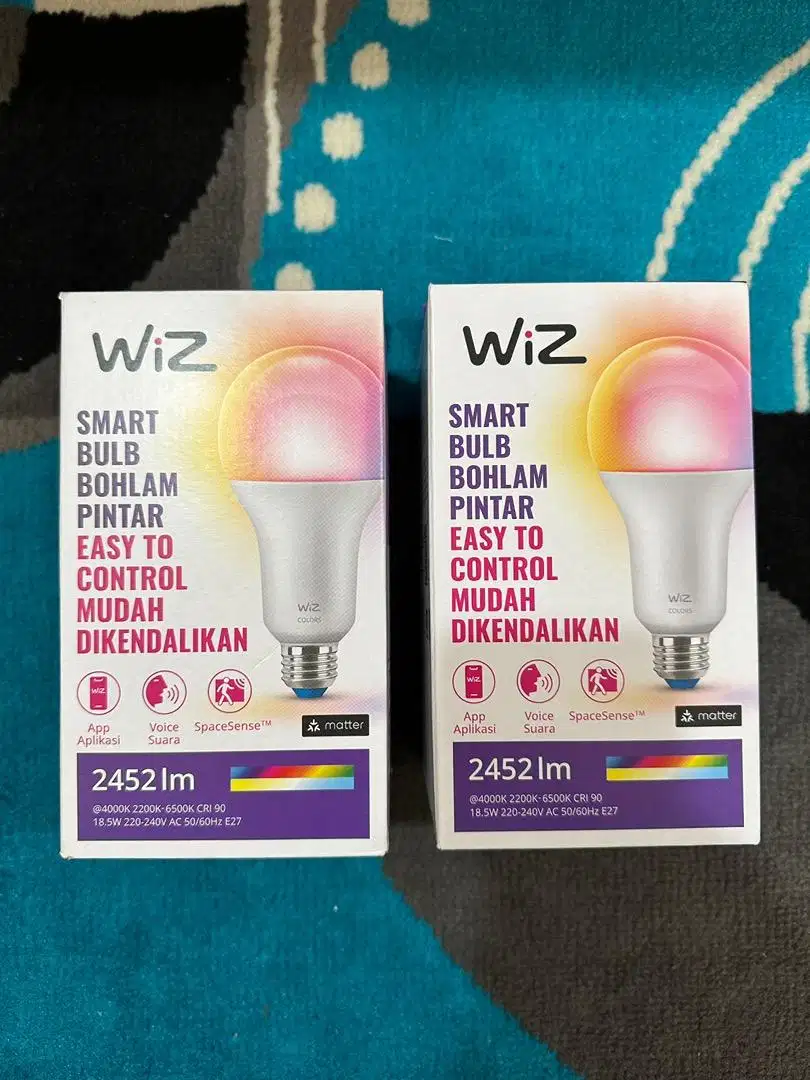 WiZ
SMART
BULB
BOHLAM
PINTAR
EASY TO
CONTROL
MUDAH
DIKENDALIKAN
WiZ
COLORS
WiZ
App
Aplikasi
Voice
Suara
SpaceSense™
matter
2452 lm
@4000K 2200K-6500K CRI 90
18.5W 220-240V AC 50/60Hz E27
WiZ
SMART
BULB
BOHLAM
PINTAR
EASY TO
CONTROL
MUDAH
DIKENDALIKAN
WiZ
COLORS
WiZ
App
Aplikasi
Voice
Suara
SpaceSense™
matter
2452 lm
@4000K 2200K-6500K CRI 90
18.5W 220-240V AC 50/60Hz E27